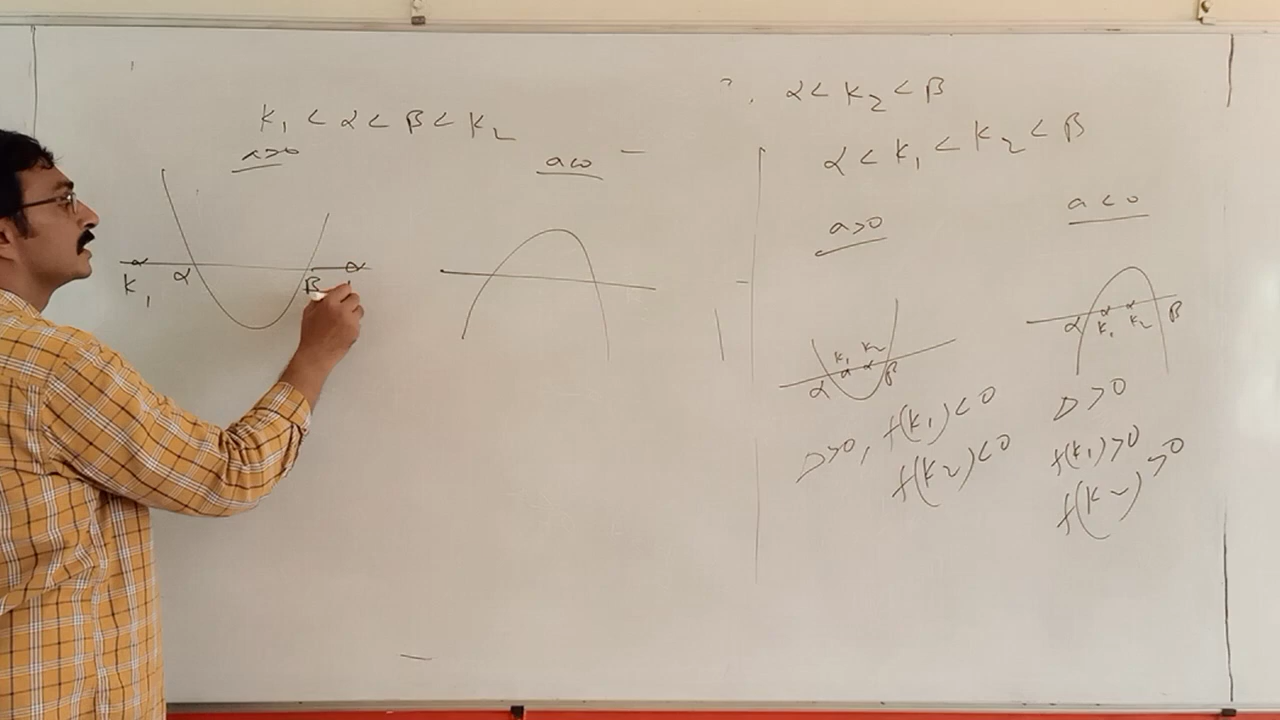 K₁ < α < β < K₂
a>0
a<0
K₁ α β
α < K₂ < β
α < K₁ < K₂ < β
a>0
a<0
K₁ K₂
α β
α K₁ K₂ β
D>0, f(K₁)<0
f(K₂)<0
D>0
f(K₁)>0
f(K₂)>0